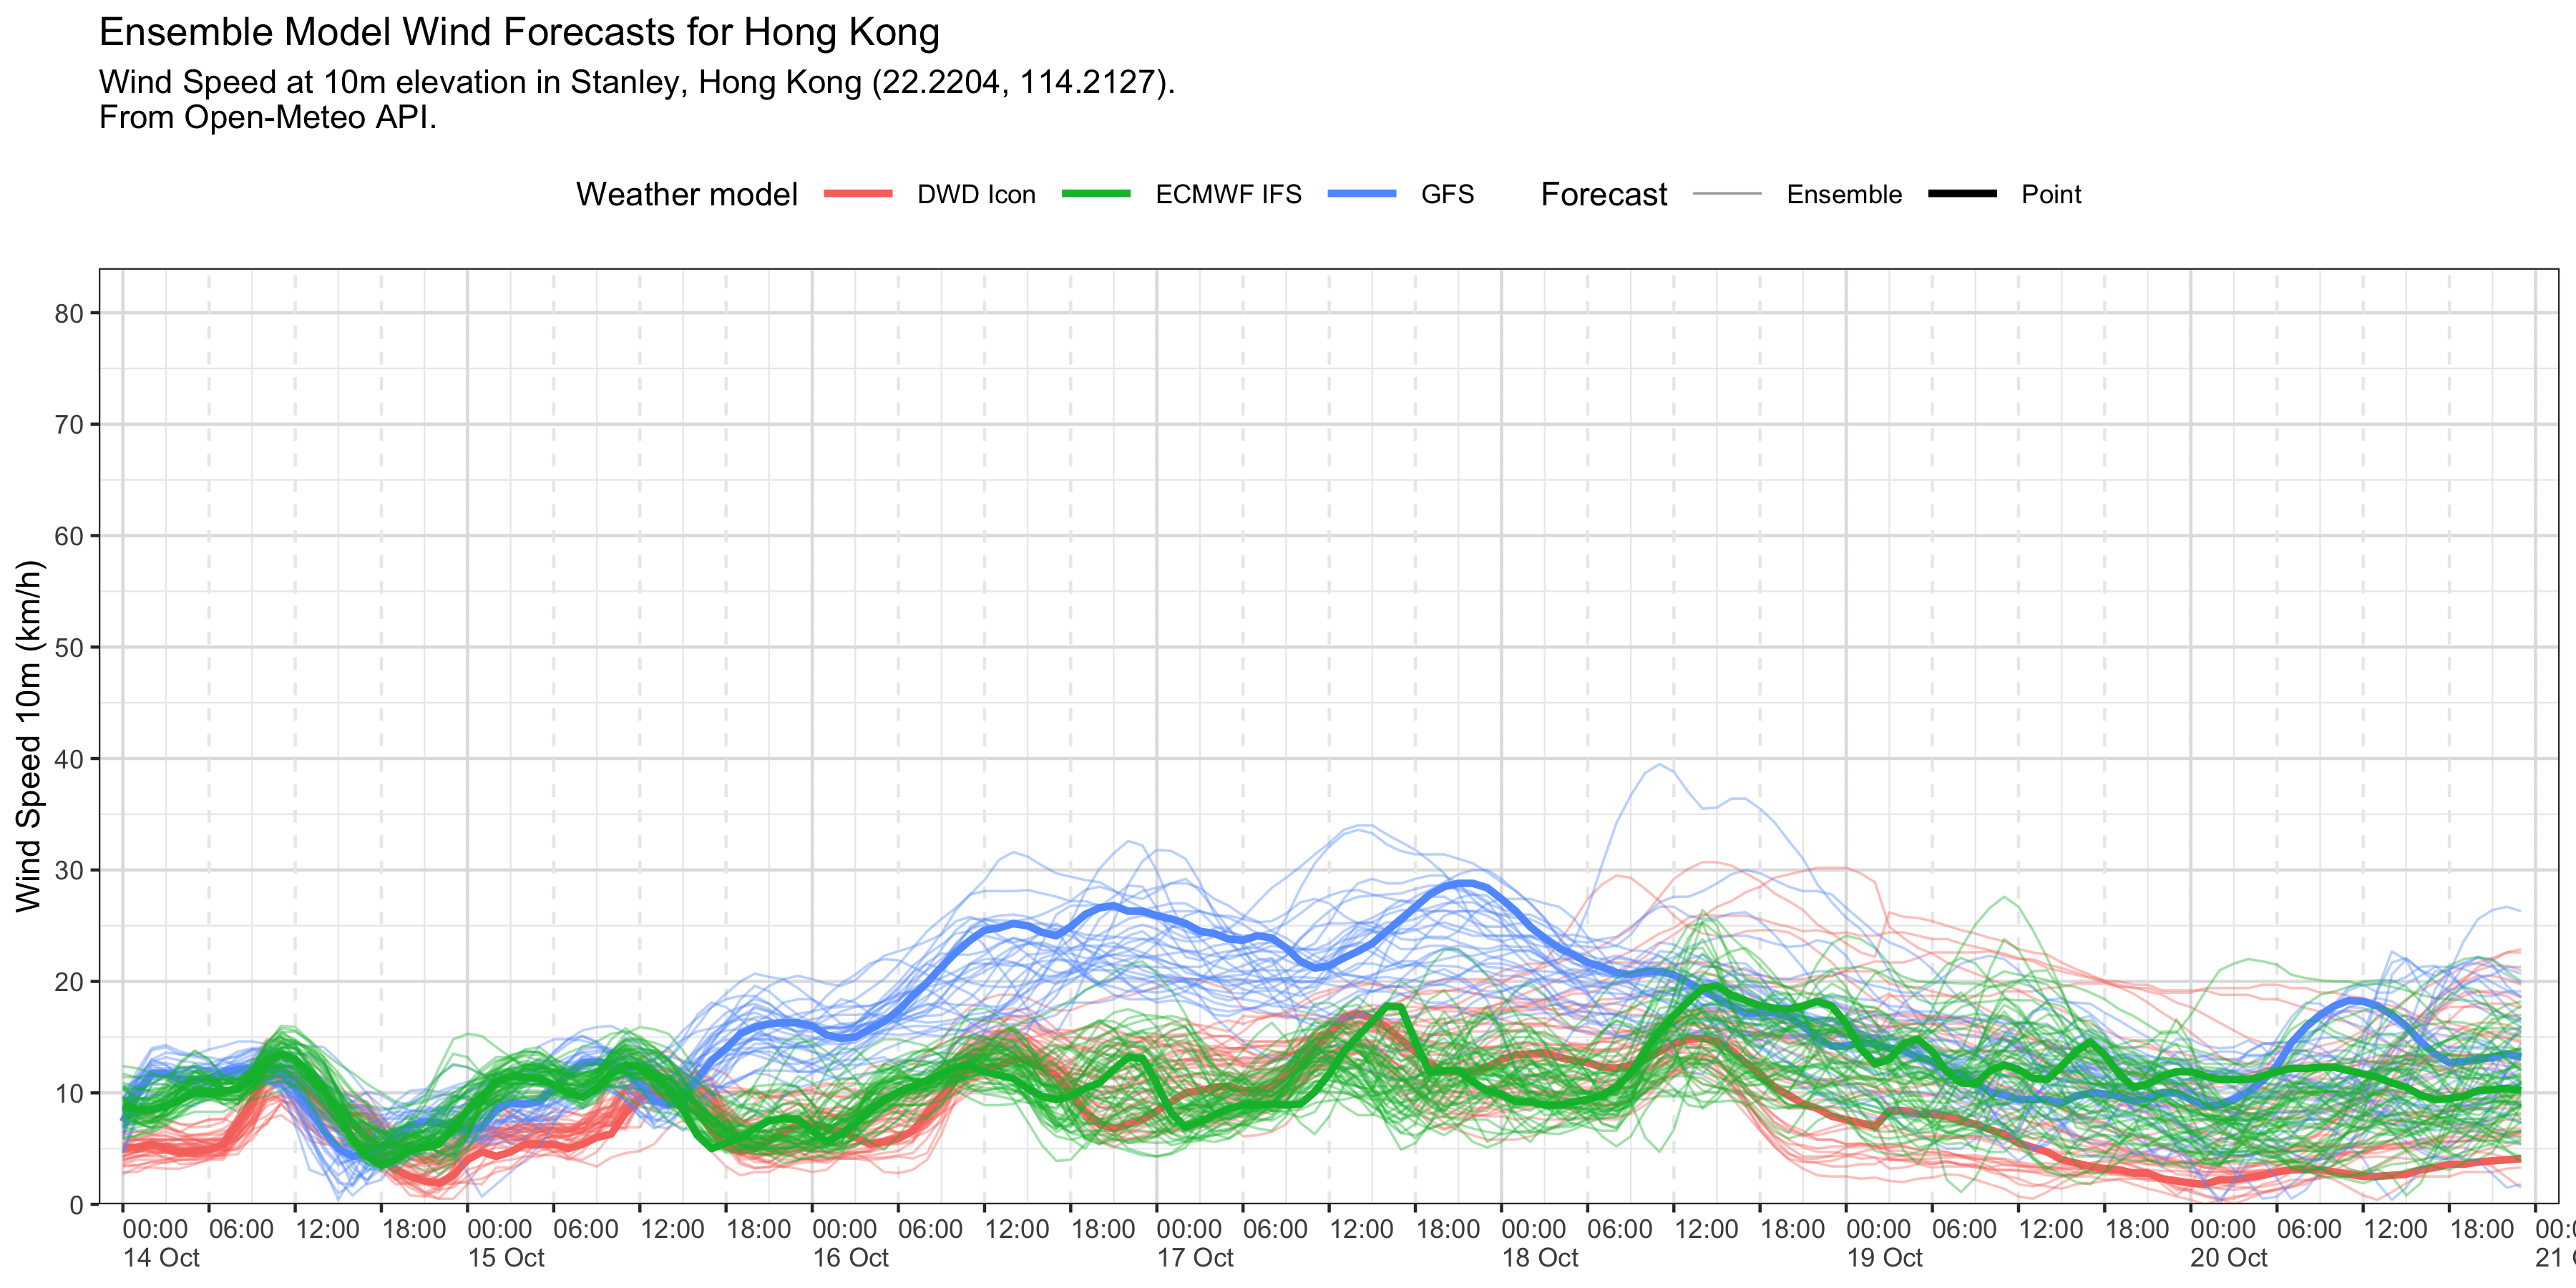 Ensemble Model Wind Forecasts for Hong Kong
Wind Speed at 10m elevation in Stanley, Hong Kong (22.2204, 114.2127).
From Open-Meteo API.
Weather model DWD Icon ECMWF IFS GFS Forecast Ensemble Point
Wind Speed 10m (km/h)
80
70
60
50
40
30
20
10
0
00:00 06:00 12:00 18:00 00:00 06:00 12:00 18:00 00:00 06:00 12:00 18:00 00:00 06:00 12:00 18:00 00:00 06:00 12:00 18:00 00:00 06:00 12:00 18:00 00:00 06:00 12:00 18:00
14 Oct 15 Oct 16 Oct 17 Oct 18 Oct 19 Oct 20 Oct 21